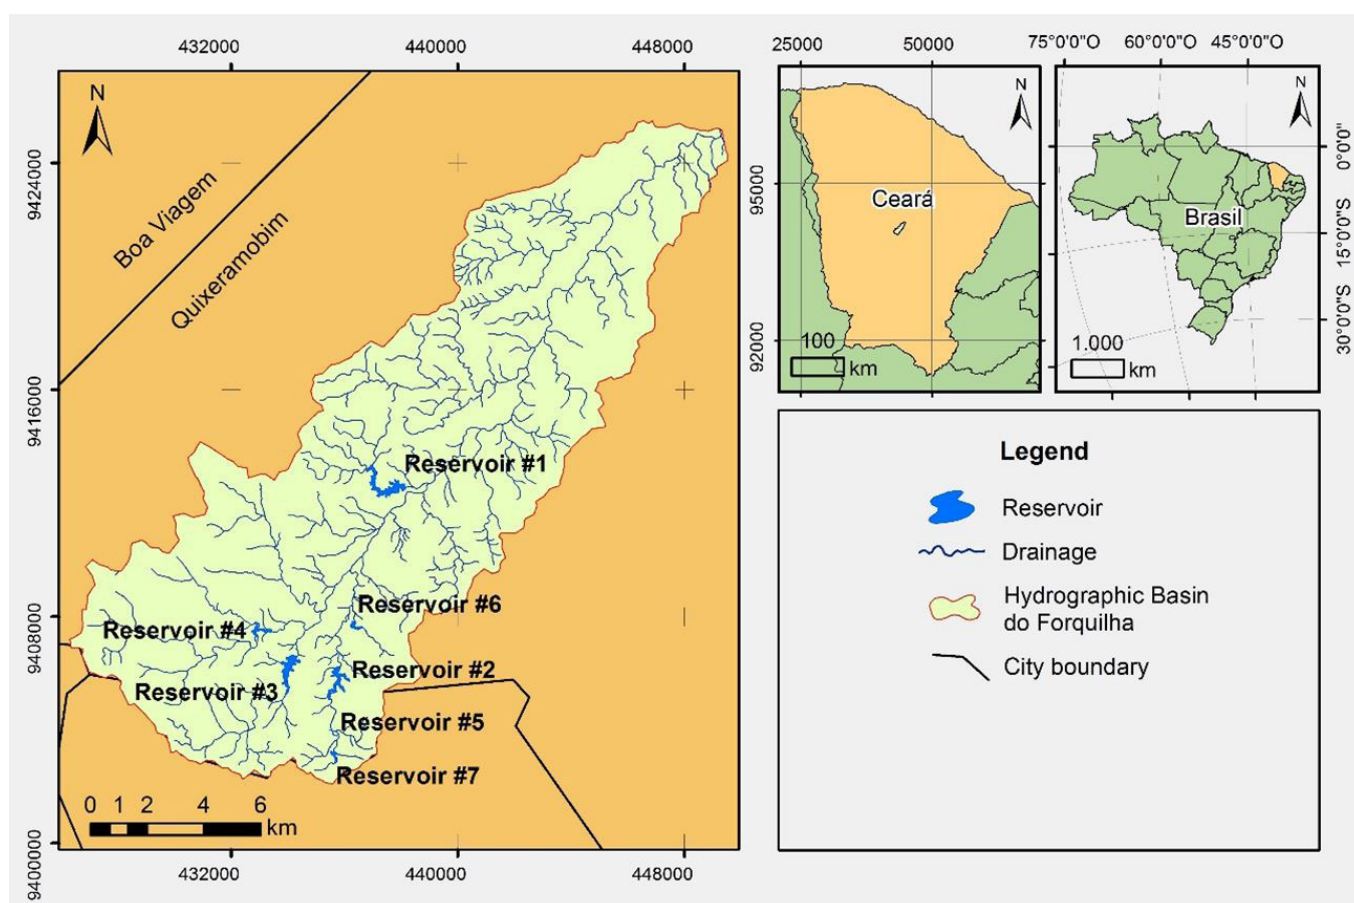 432000
440000
448000
N
9424000
9416000
9408000
9400000
Boa Viagem
Quixeramobim
Reservoir #1
Reservoir #6
Reservoir #4
Reservoir #2
Reservoir #3
Reservoir #5
Reservoir #7
0 1 2 4 6
km
432000
440000
448000
25000
50000
N
95000
92000
Ceará
100
km
75°0'0"O
60°0'0"O
45°0'0"O
N
0°0'0"
15°0'0"S
30°0'0"S
Brasil
1.000
km
Legend
Reservoir
Drainage
Hydrographic Basin
do Forquilha
City boundary